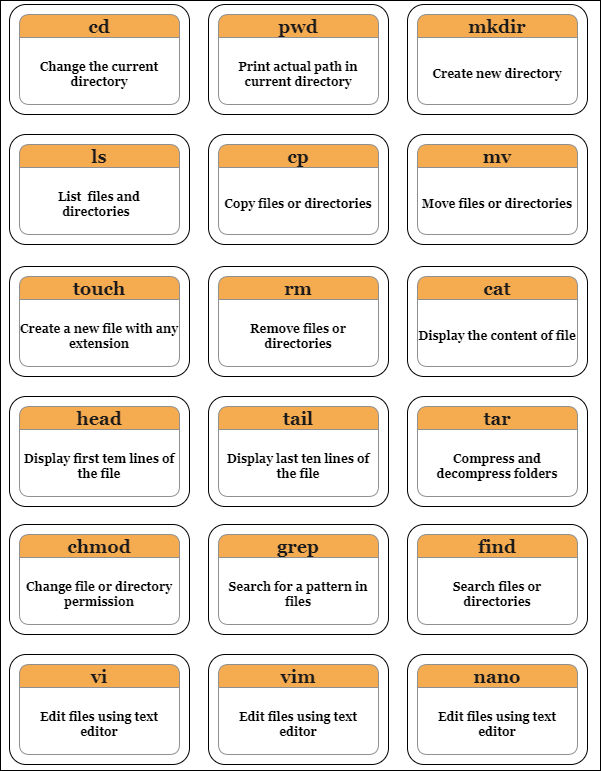 cd
Change the current
directory
pwd
Print actual path in
current directory
mkdir
Create new directory
ls
List  files and
directories
cp
Copy files or directories
mv
Move files or directories
touch
Create a new file with any
extension
rm
Remove files or
directories
cat
Display the content of file
head
Display first tem lines of
the file
tail
Display last ten lines of
the file
tar
Compress and
decompress folders
chmod
Change file or directory
permission
grep
Search for a pattern in
files
find
Search files or
directories
vi
Edit files using text
editor
vim
Edit files using text
editor
nano
Edit files using text
editor